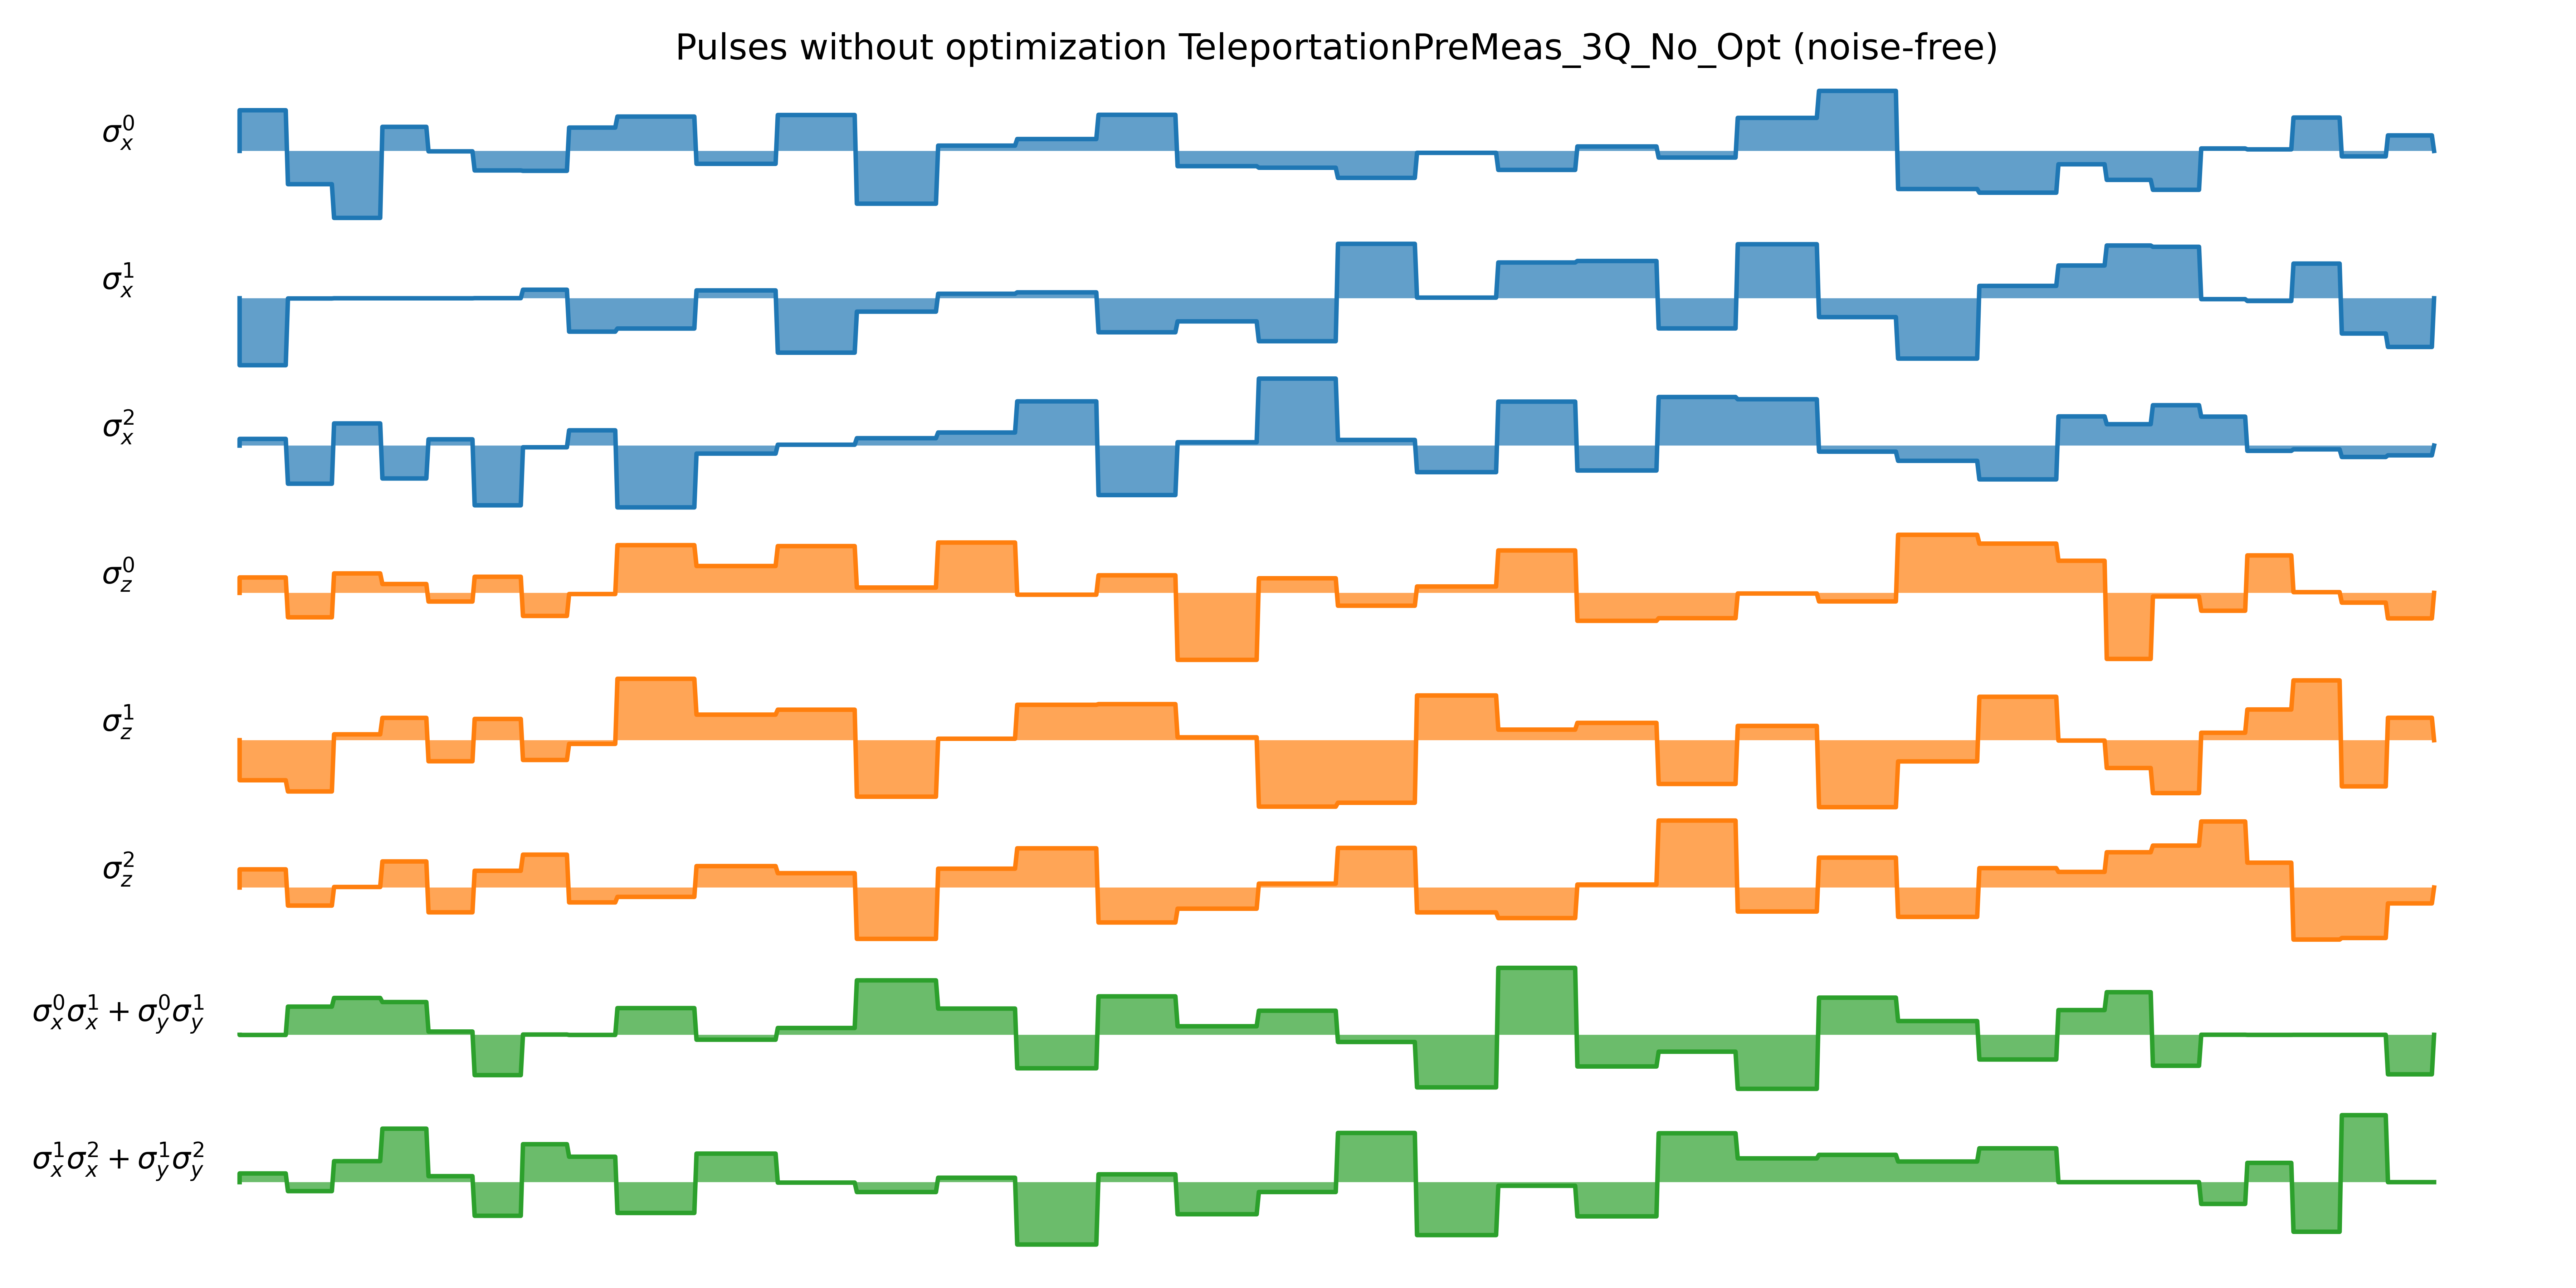 Pulses without optimization TeleportationPreMeas_3Q_No_Opt (noise-free)
σ_x^0
σ_x^1
σ_x^2
σ_z^0
σ_z^1
σ_z^2
σ_x^0σ_x^1 + σ_y^0σ_y^1
σ_x^1σ_x^2 + σ_y^1σ_y^2